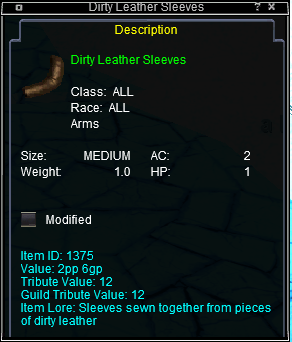 Dirty Leather Sleeves ? ×
Description
Dirty Leather Sleeves
Class: ALL
Race: ALL
Arms
Size: MEDIUM AC: 2
Weight: 1.0 HP: 1
Modified
Item ID: 1375
Value: 2pp 6gp
Tribute Value: 12
Guild Tribute Value: 12
Item Lore: Sleeves sewn together from pieces
of dirty leather